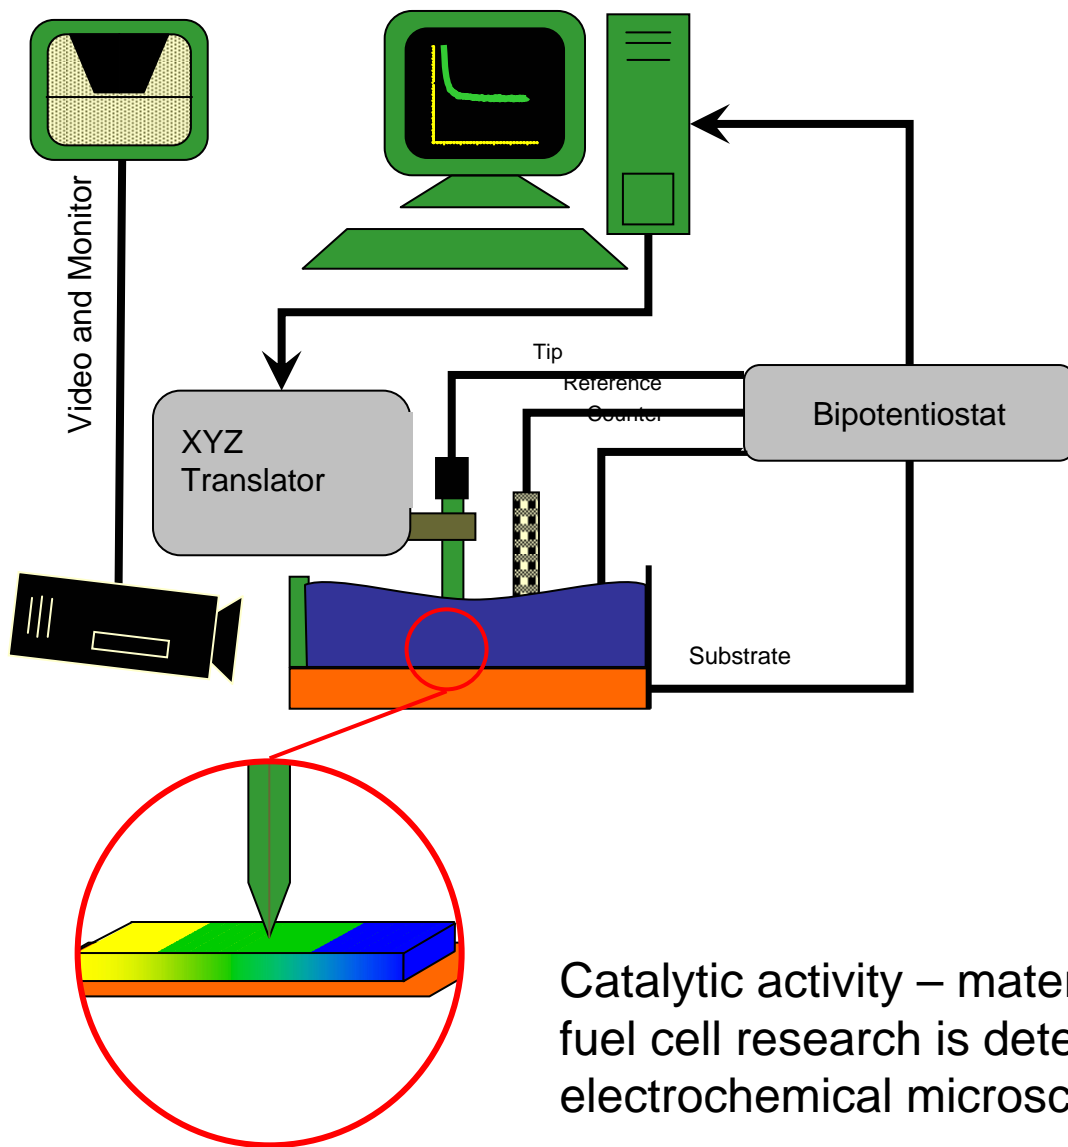 Video and Monitor
Tip
Reference
Counter
Bipotentiostat
XYZ
Translator
Substrate
Catalytic activity – mater
fuel cell research is dete
electrochemical microsc